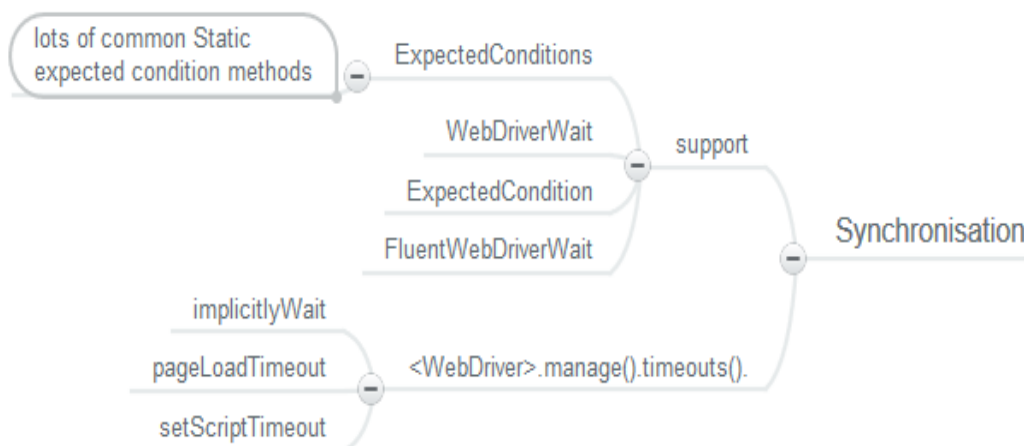 lots of common Static
expected condition methods
ExpectedConditions
WebDriverWait
support
ExpectedCondition
Synchronisation
FluentWebDriverWait
implicitlyWait
pageLoadTimeout
<WebDriver>.manage().timeouts().
setScriptTimeout